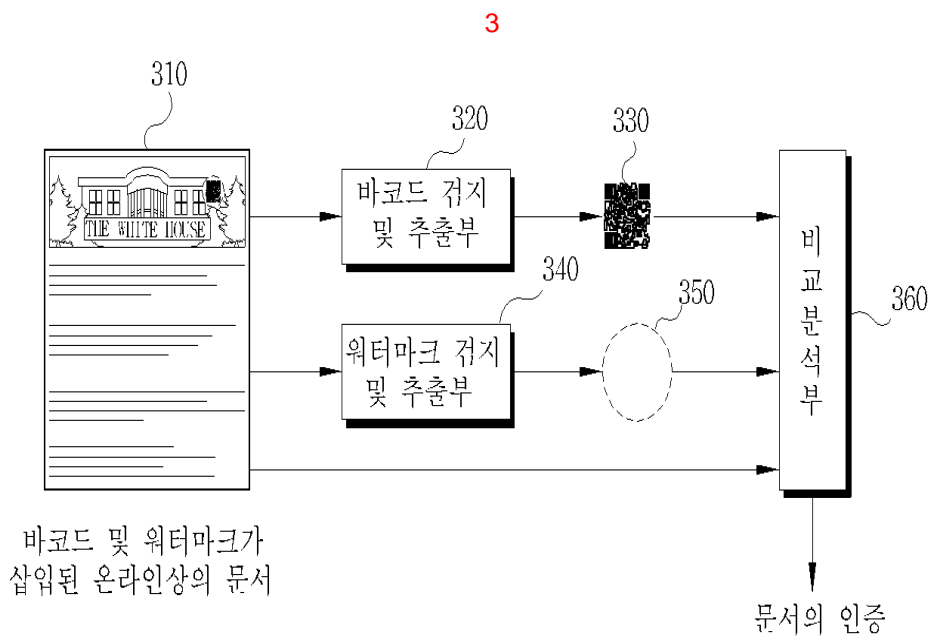 3
310
320
330
바코드 검지
및 추출부
THE WHITE HOUSE
340
350
워터마크 검지
및 추출부
비교분석부
360
바코드 및 워터마크가
삽입된 온라인상의 문서
문서의 인증